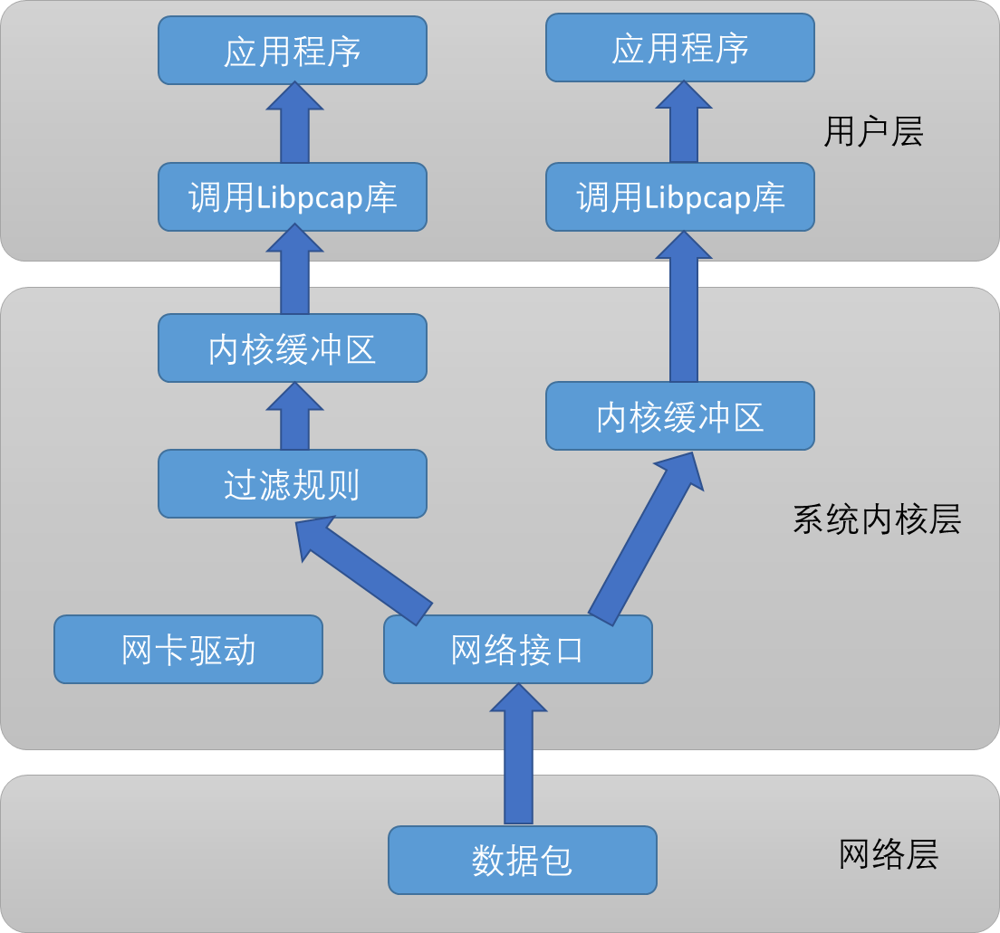 应用程序
应用程序
用户层
调用Libpcap库
调用Libpcap库
内核缓冲区
内核缓冲区
过滤规则
系统内核层
网卡驱动
网络接口
数据包
网络层